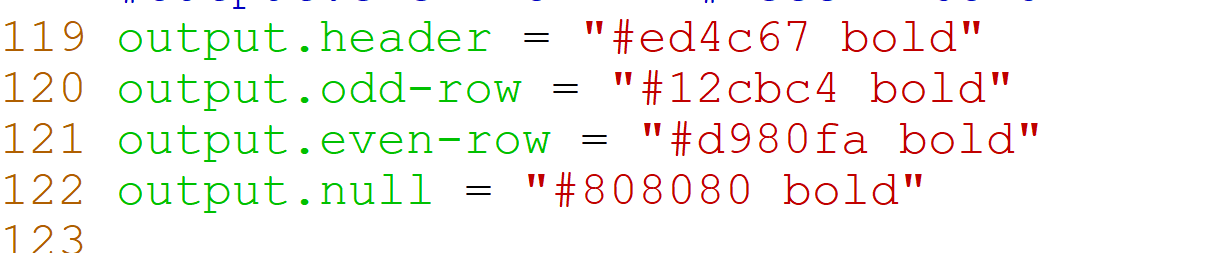 119 output.header = "#ed4c67 bold"
120 output.odd-row = "#12cbc4 bold"
121 output.even-row = "#d980fa bold"
122 output.null = "#808080 bold"
123